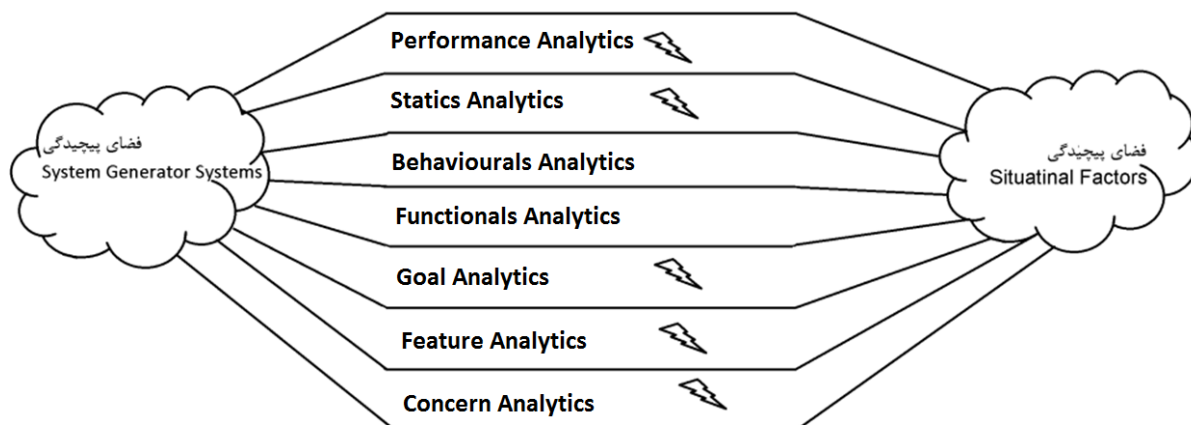 Performance Analytics
Statics Analytics
Behaviourals Analytics
Functionals Analytics
Goal Analytics
Feature Analytics
Concern Analytics
فضای پیچیدگی
System Generator Systems
فضای پیچیدگی
Situatinal Factors